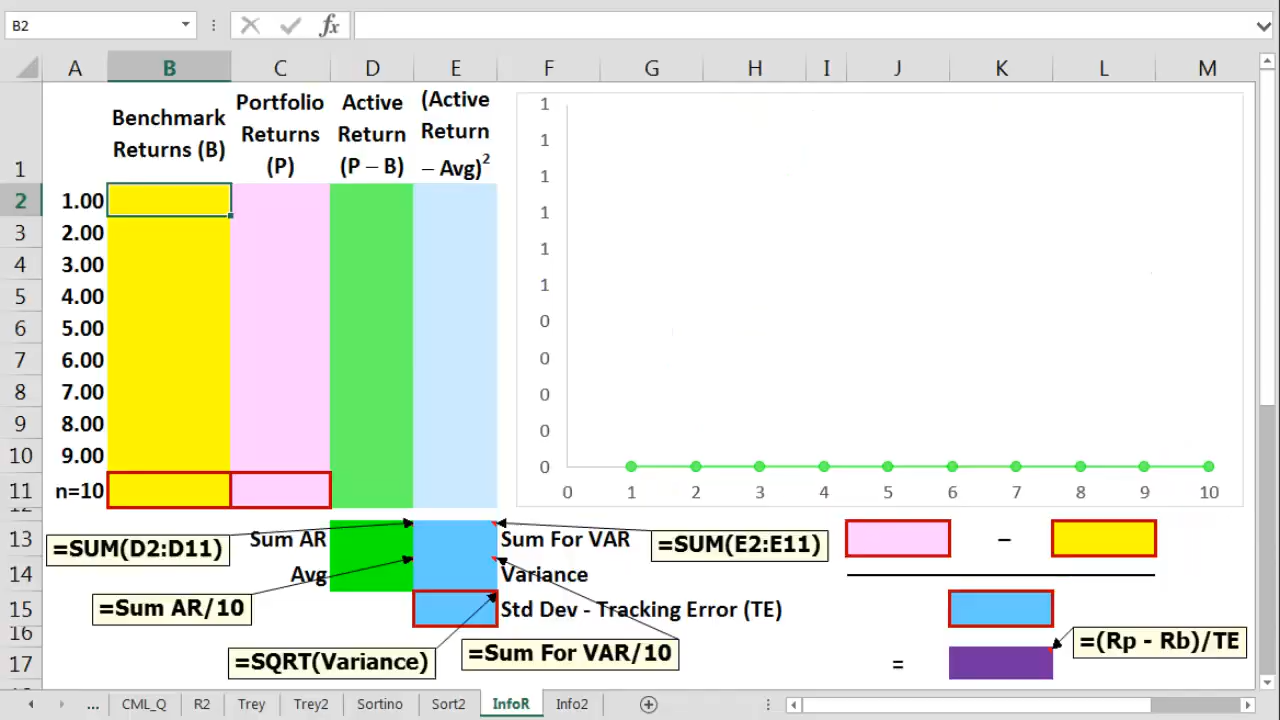 B2
fx
A B C D E F G H I J K L M
Benchmark
Returns (B)
Portfolio
Returns
(P)
Active
Return
(P – B)
(Active
Return
– Avg)²
1
2 1.00
3 2.00
4 3.00
5 4.00
6 5.00
7 6.00
8 7.00
9 8.00
10 9.00
11 n=10
12
1
1
1
1
1
1
0
0
0
0
0
0 1 2 3 4 5 6 7 8 9 10
13 =SUM(D2:D11) Sum AR Sum For VAR =SUM(E2:E11) –
14 Avg Variance
15 =Sum AR/10 Std Dev - Tracking Error (TE)
16
=SQRT(Variance) =Sum For VAR/10 =(Rp - Rb)/TE
17 =
... CML_Q R2 Trey Trey2 Sortino Sort2 InfoR Info2